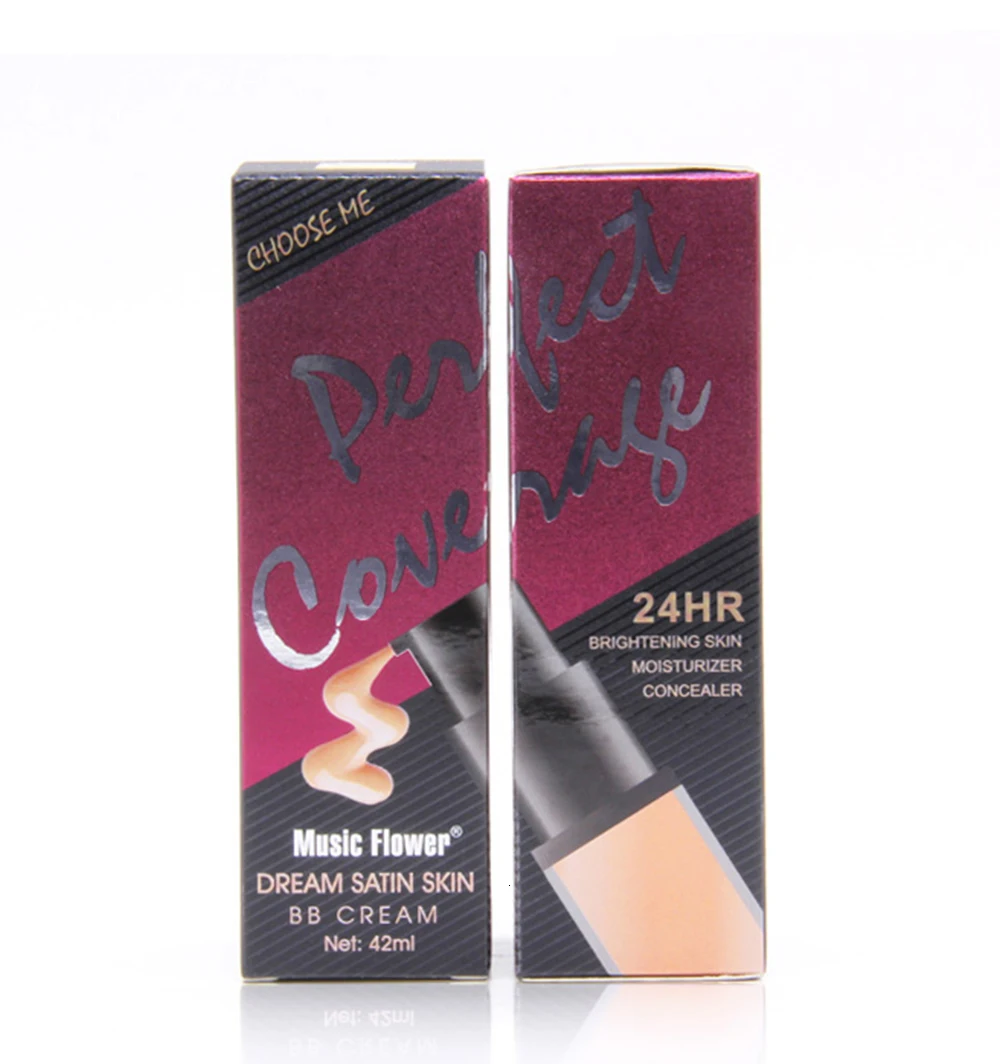 CHOOSE ME
Perfect
Coverage
Music Flower®
DREAM SATIN SKIN
BB CREAM
Net: 42ml
24HR
BRIGHTENING SKIN
MOISTURIZER
CONCEALER